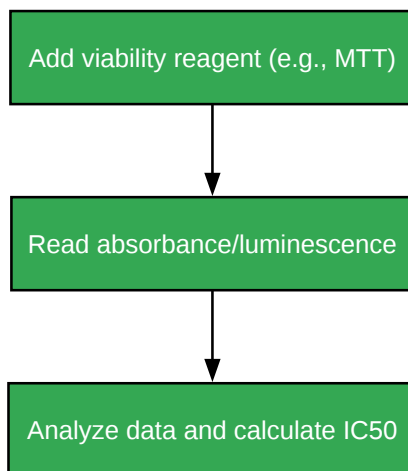 Add viability reagent (e.g., MTT)
Read absorbance/luminescence
Analyze data and calculate IC50